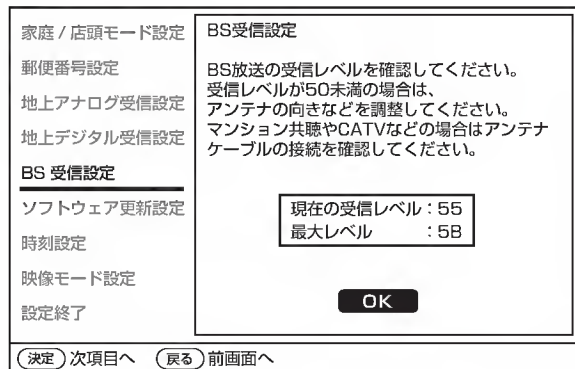 家庭 / 店頭モード設定
郵便番号設定
地上アナログ受信設定
地上デジタル受信設定
BS 受信設定
ソフトウェア更新設定
時刻設定
映像モード設定
設定終了
BS受信設定
BS放送の受信レベルを確認してください。
受信レベルが50未満の場合は、
アンテナの向きなどを調整してください。
マンション共聴やCATVなどの場合はアンテナ
ケーブルの接続を確認してください。
現在の受信レベル：55
最大レベル　　　：5B
OK
決定 次項目へ 戻る 前画面へ